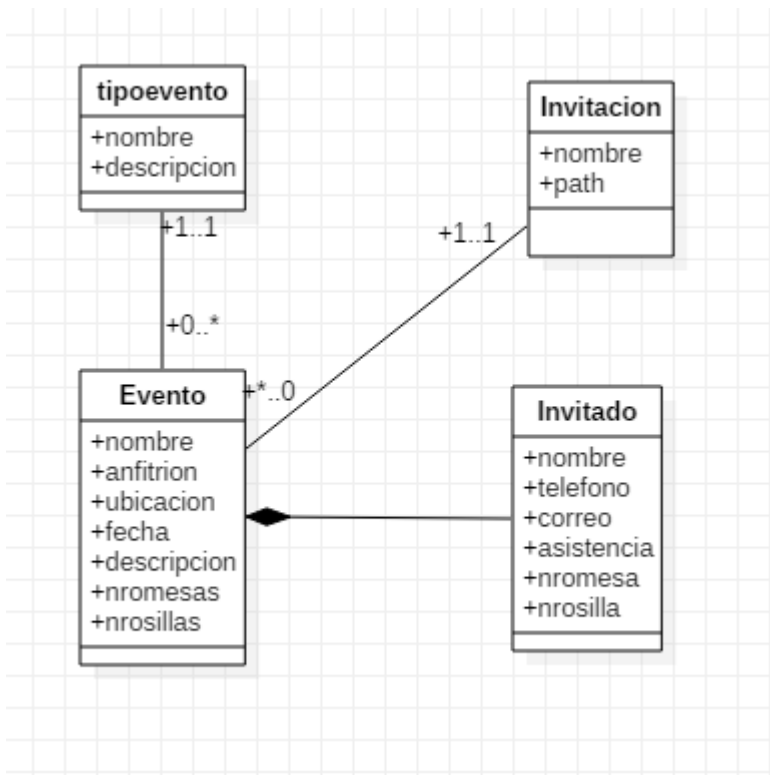 tipoevento
+nombre
+descripcion
+1..1
+0..*
Invitacion
+nombre
+path
+1..1
+*..0
Evento
+nombre
+anfitrion
+ubicacion
+fecha
+descripcion
+nromesas
+nrosillas
Invitado
+nombre
+telefono
+correo
+asistencia
+nromesa
+nrosilla